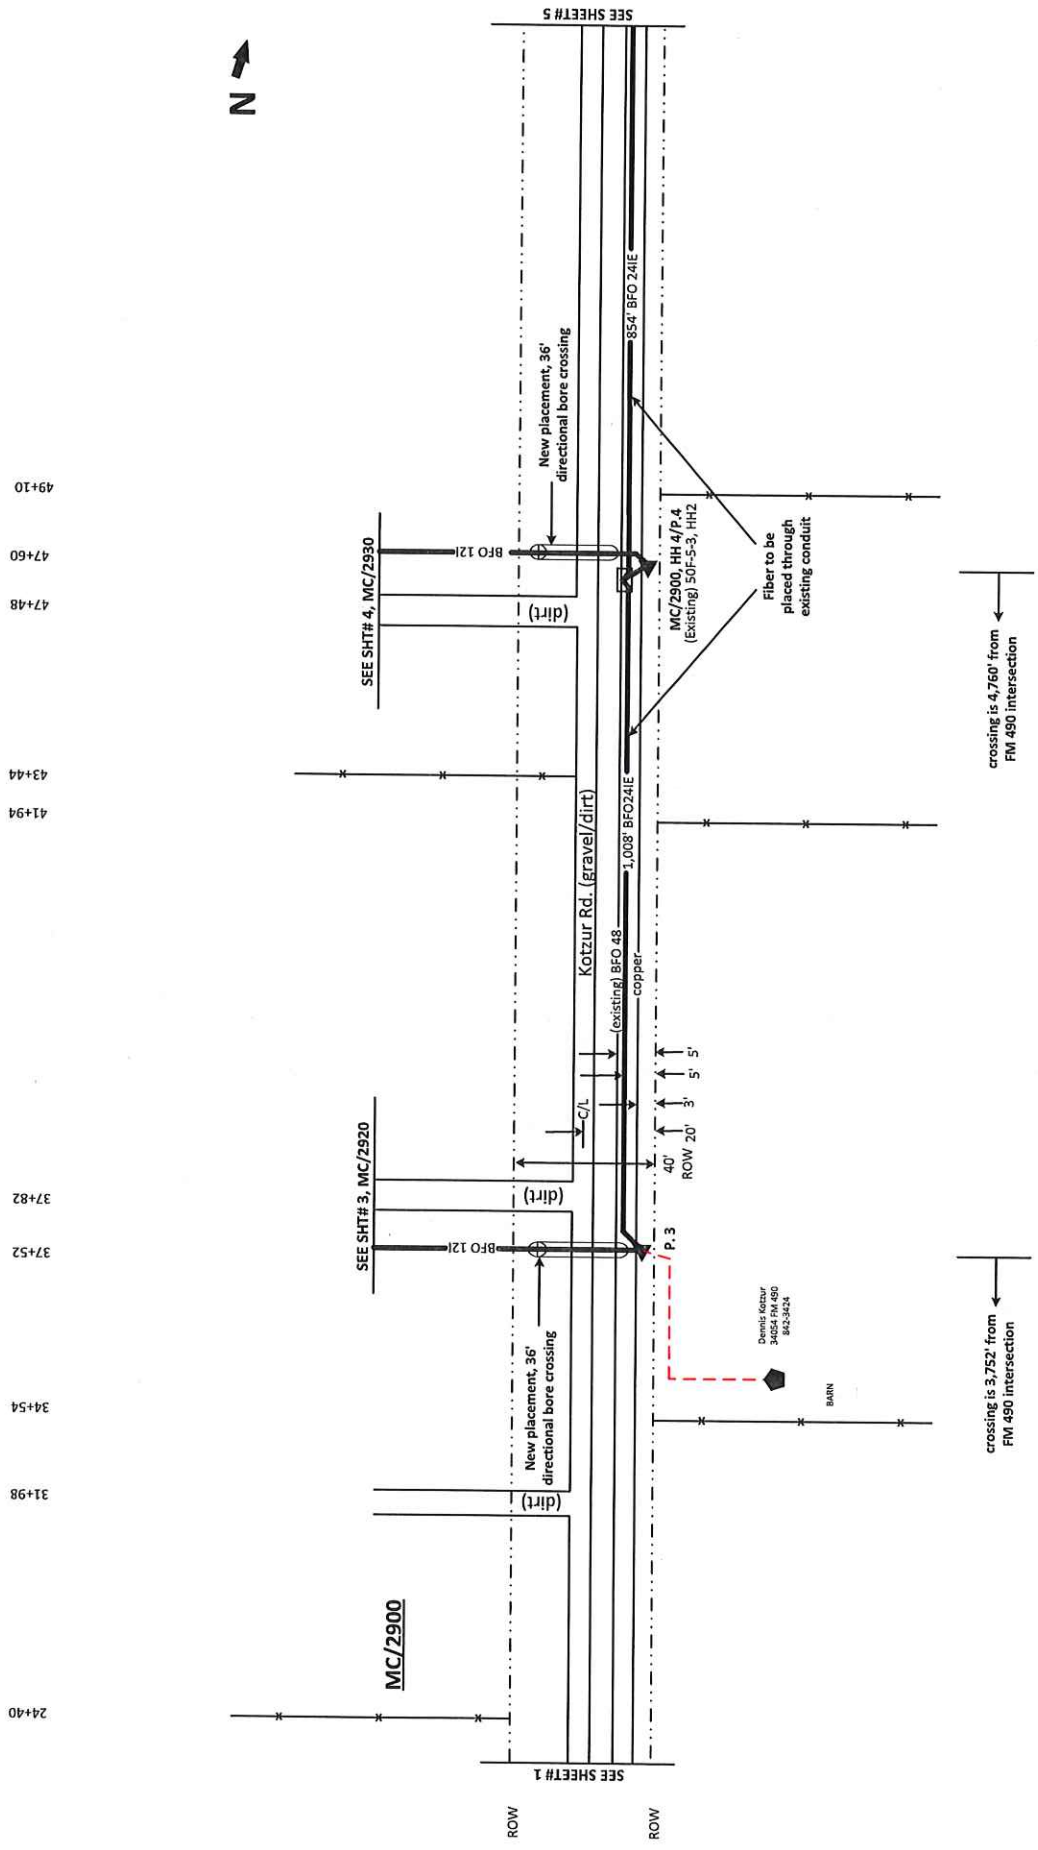 SEE SHEET# 5
N
49+10
47+60
47+48
43+44
41+94
37+82
37+52
34+54
31+98
24+40
SEE SHT# 4, MC/2930
BFO 12I
(dirt)
New placement, 36'
directional bore crossing
854' BFO 24IE
MC/2900, HH 4/P.4
(Existing) 50F-5-3, HH2
Fiber to be
placed through
existing conduit
crossing is 4,760' from
FM 490 intersection
Kotzur Rd. (gravel/dirt)
1,008' BFO24IE
(existing) BFO 48
copper
5'
5'
3'
C/L
20'
40'
ROW
SEE SHT# 3, MC/2920
(dirt)
BFO 12I
P. 3
New placement, 36'
directional bore crossing
Dennis Kotzur
34054 FM 490
842-3424
BARN
crossing is 3,752' from
FM 490 intersection
(dirt)
MC/2900
SEE SHEET# 1
ROW
ROW